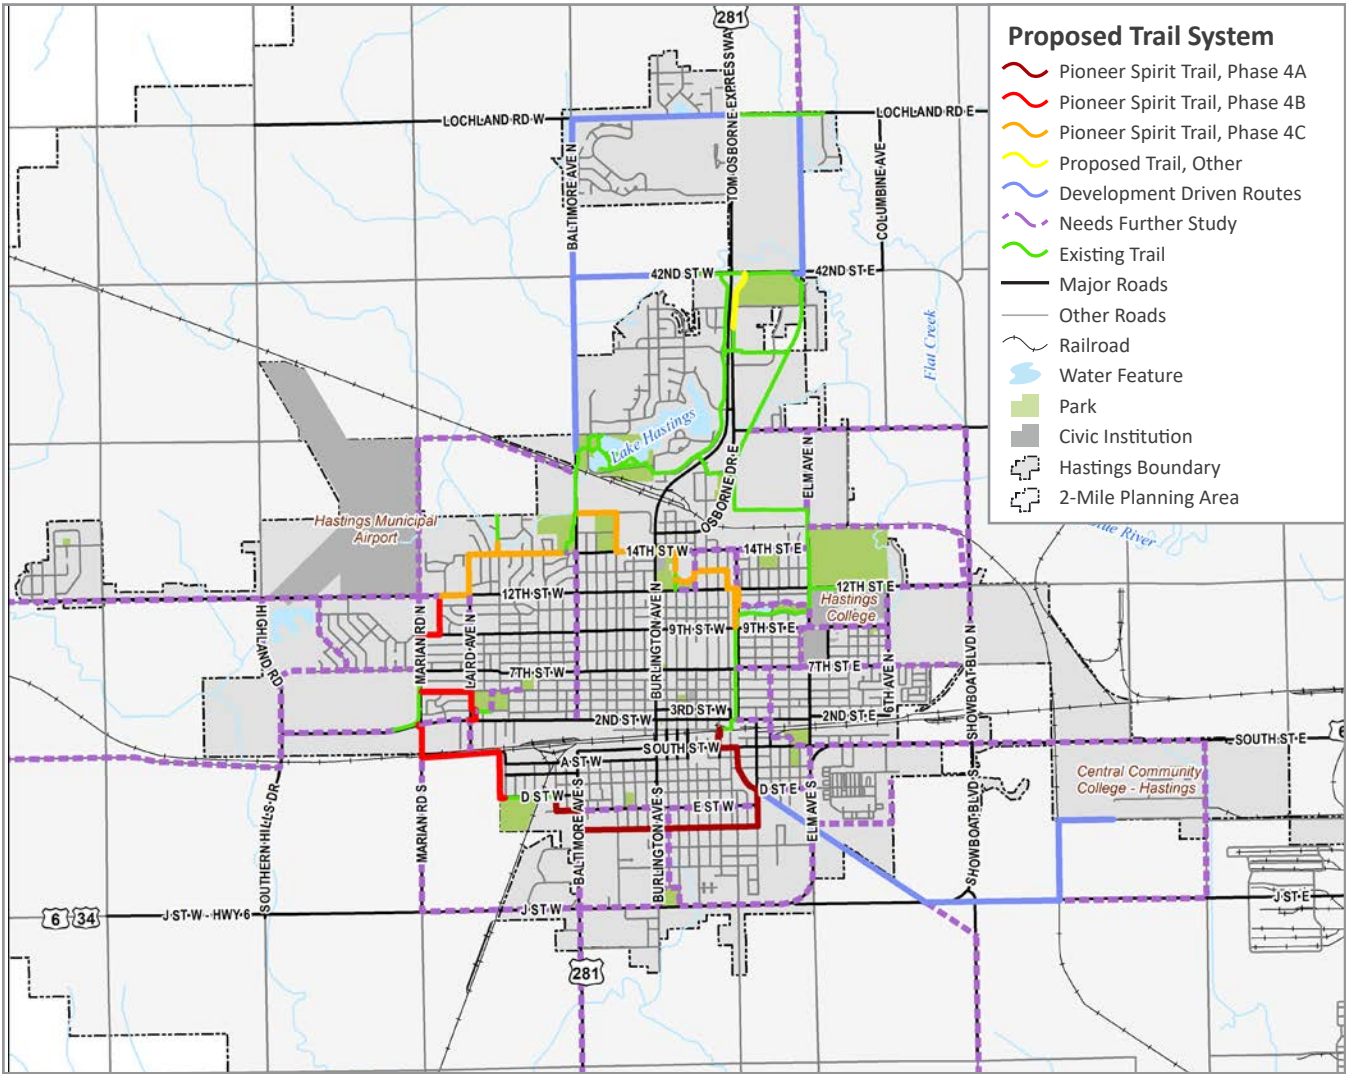 281
TOM OSBORNE EXPRESSWAY
Proposed Trail System
Pioneer Spirit Trail, Phase 4A
Pioneer Spirit Trail, Phase 4B
Pioneer Spirit Trail, Phase 4C
Proposed Trail, Other
Development Driven Routes
Needs Further Study
Existing Trail
Major Roads
Other Roads
Railroad
Water Feature
Park
Civic Institution
Hastings Boundary
2-Mile Planning Area
LOCHLAND RD W
LOCHLAND RD E
BALTIMORE AVE N
COLUMBINE AVE
42ND ST W
42ND ST E
Flat Creek
Lake Hastings
OSBORNE DR E
ELM AVE N
Hastings Municipal
Airport
River
14TH ST W
14TH ST E
12TH ST W
12TH ST E
Hastings
College
HIGHLAND RD
MARIAN RD N
LAIRD AVE N
BURLINGTON AVE N
9TH ST W
9TH ST E
7TH ST W
7TH ST E
6TH AVE N
SHOWBOAT BLVD N
3RD ST W
2ND ST W
2ND ST E
SOUTH ST W
SOUTH ST E
6
A ST W
D ST W
D ST E
E ST W
Central Community
College - Hastings
SOUTHERN HILLS DR
MARIAN RD S
BALTIMORE AVE S
BURLINGTON AVE S
ELM AVE S
SHOWBOAT BLVD S
6 34
J ST W - HWY 6
J ST W
J ST E
281